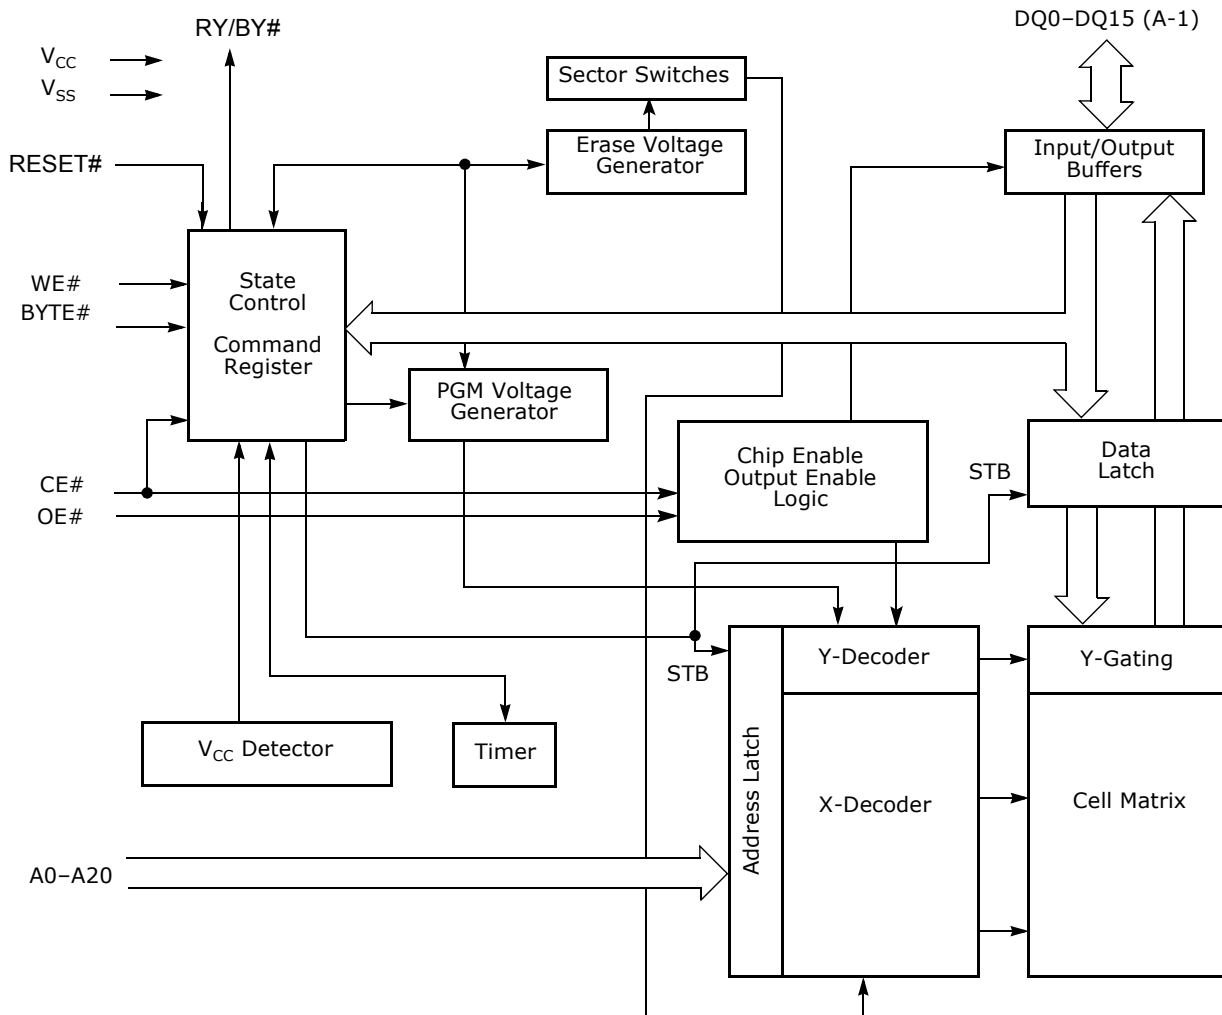 RY/BY#
DQ0–DQ15 (A-1)
VCC
VSS
Sector Switches
Erase Voltage
Generator
Input/Output
Buffers
RESET#
WE#
BYTE#
State
Control
Command
Register
PGM Voltage
Generator
CE#
OE#
Chip Enable
Output Enable
Logic
STB
Data
Latch
STB
Y-Decoder
Y-Gating
VCC Detector
Timer
Address Latch
X-Decoder
Cell Matrix
A0–A20